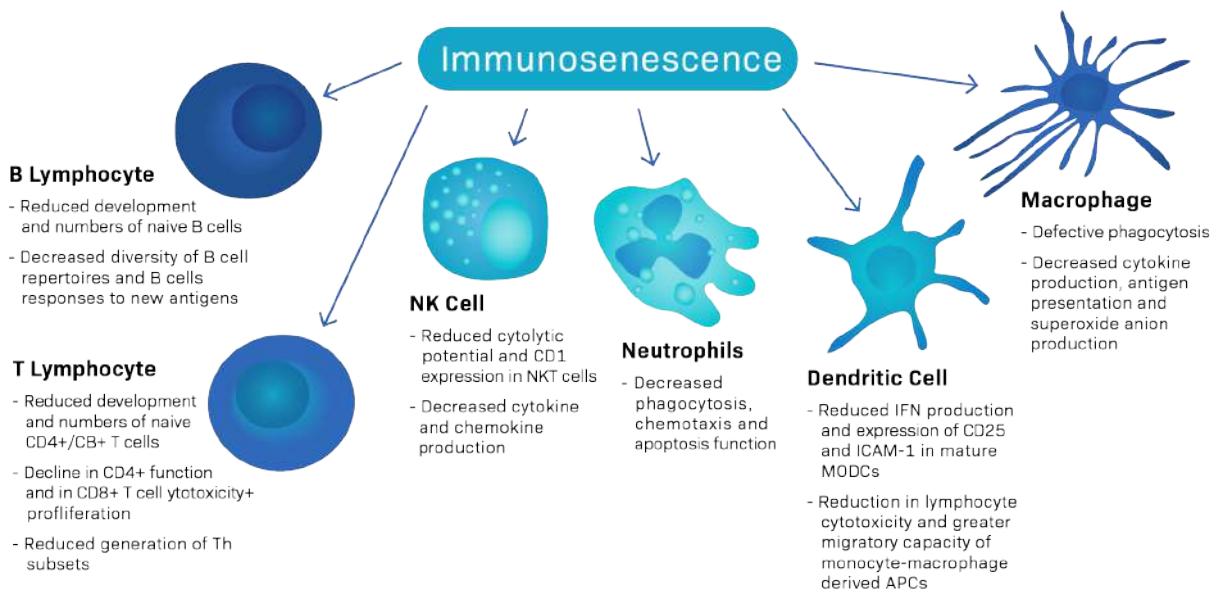 Immunosenescence
B Lymphocyte
- Reduced development
and numbers of naive B cells
- Decreased diversity of B cell
repertoires and B cells
responses to new antigens
T Lymphocyte
- Reduced development
and numbers of naive
CD4+/CB+ T cells
- Decline in CD4+ function
and in CD8+ T cell ytotoxicity+
profliferation
- Reduced generation of Th
subsets
NK Cell
- Reduced cytolytic
potential and CD1
expression in NKT cells
- Decreased cytokine
and chemokine
production
Neutrophils
- Decreased
phagocytosis,
chemotaxis and
apoptosis function
Dendritic Cell
- Reduced IFN production
and expression of CD25
and ICAM-1 in mature
MODCs
- Reduction in lymphocyte
cytotoxicity and greater
migratory capacity of
monocyte-macrophage
derived APCs
Macrophage
- Defective phagocytosis
- Decreased cytokine
production, antigen
presentation and
superoxide anion
production